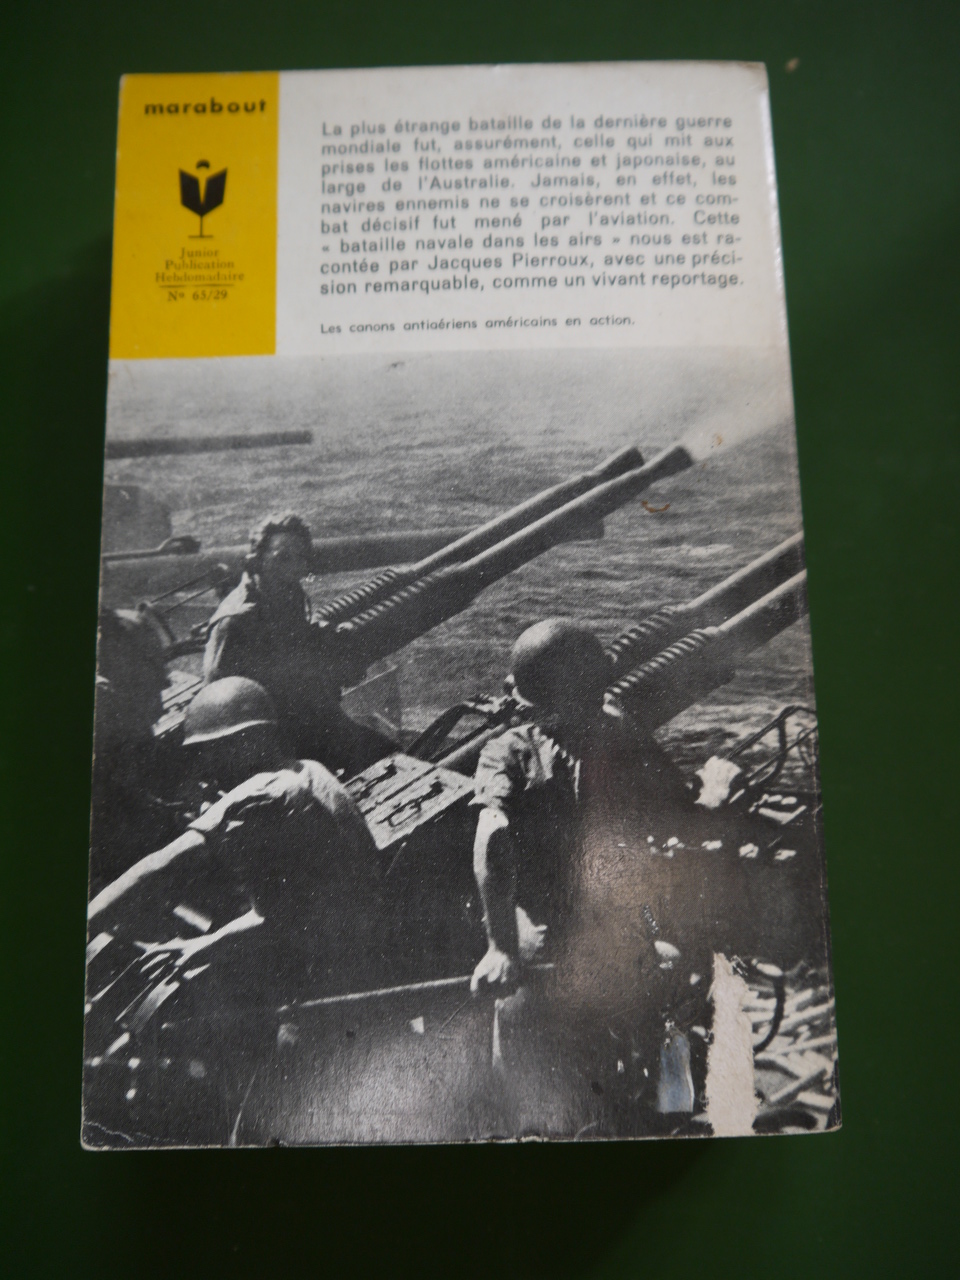 marabout
Junior
Publication
Hebdomadaire
Nº 65/29
La plus étrange bataille de la dernière guerre
mondiale fut, assurément, celle qui mit aux
prises les flottes américaine et japonaise, au
large de l'Australie. Jamais, en effet, les
navires ennemis ne se croisèrent et ce com-
bat décisif fut mené par l'aviation. Cette
« bataille navale dans les airs » nous est ra-
contée par Jacques Pierroux, avec une préci-
sion remarquable, comme un vivant reportage.
Les canons antiaériens américains en action.